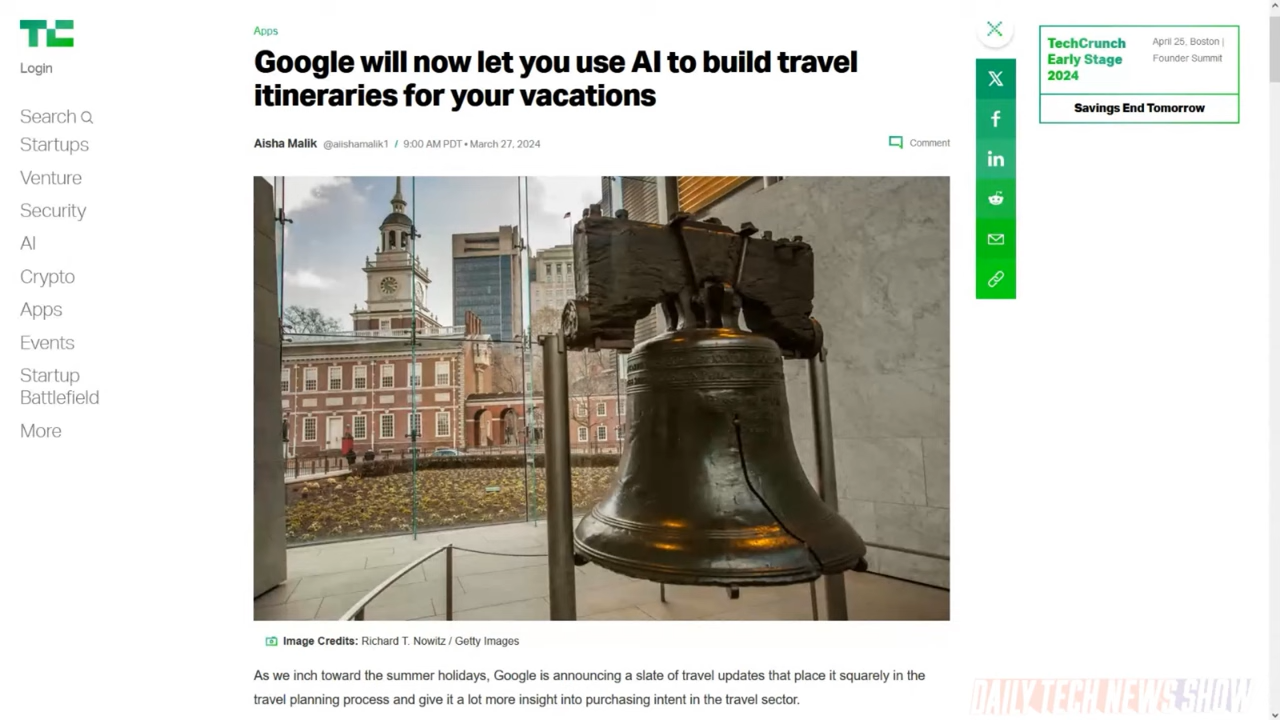 TC
Login
Search
Startups
Venture
Security
AI
Crypto
Apps
Events
Startup
Battlefield
More
Apps
Google will now let you use AI to build travel
itineraries for your vacations
Aisha Malik @aiishamalik1 / 9:00 AM PDT • March 27, 2024
Comment
Image Credits: Richard T. Nowitz / Getty Images
As we inch toward the summer holidays, Google is announcing a slate of travel updates that place it squarely in the
travel planning process and give it a lot more insight into purchasing intent in the travel sector.
X
f
in
TechCrunch
Early Stage
2024
April 25, Boston |
Founder Summit
Savings End Tomorrow
DAILY TECH NEWS SHOW